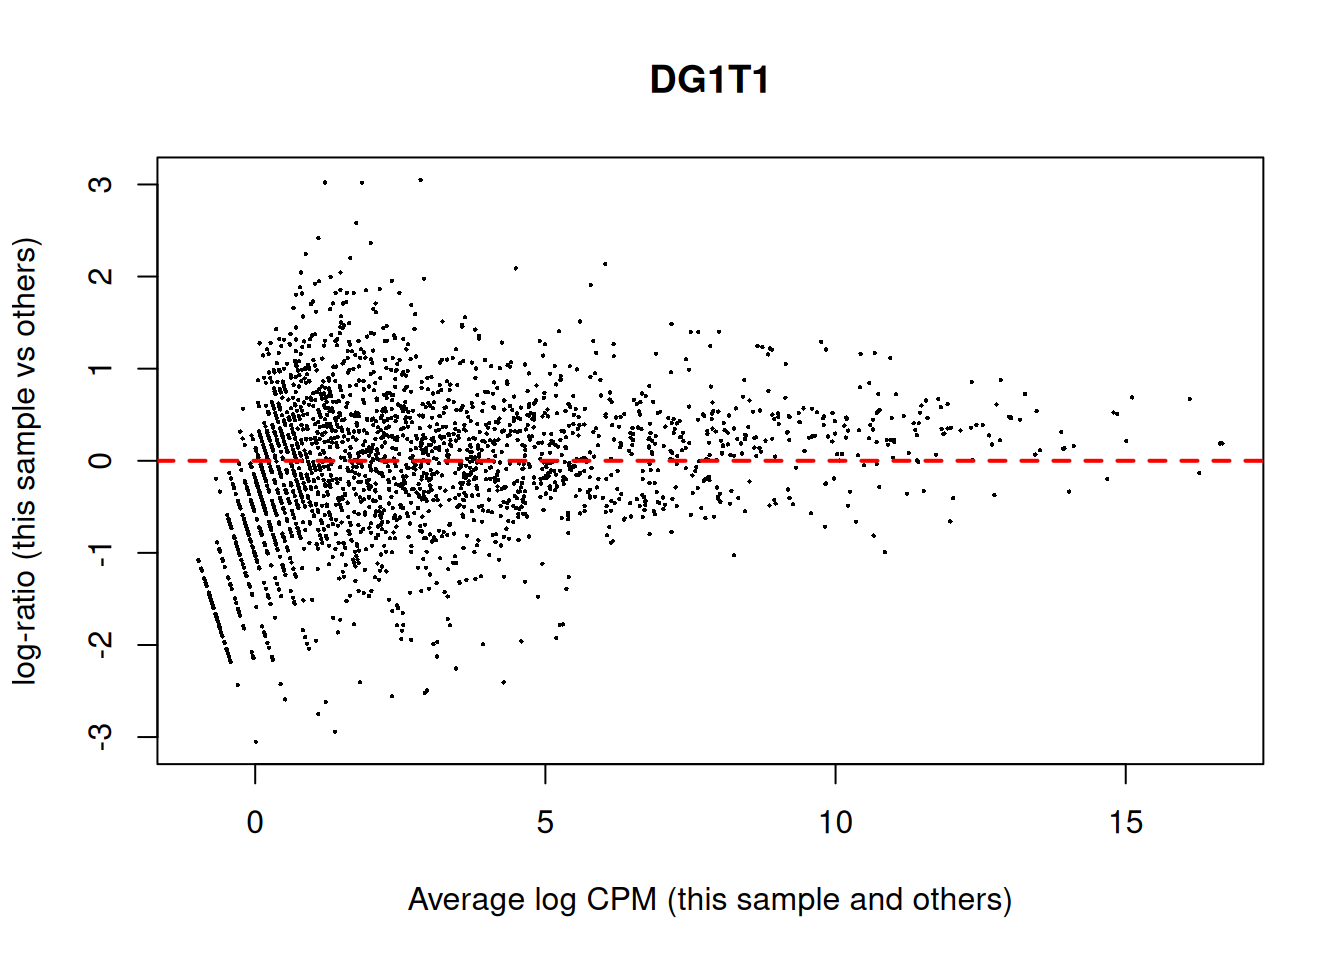 DG1T1
log-ratio (this sample vs others)
3
2
1
0
-1
-2
-3
0 5 10 15
Average log CPM (this sample and others)